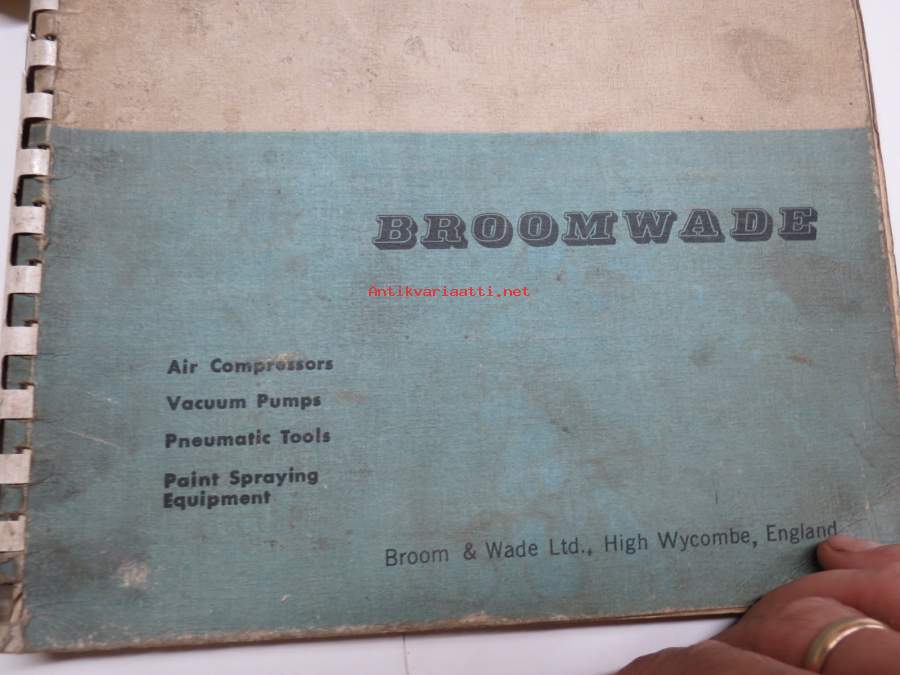 BROOMWADE
Antikvariaatti.net
Air Compressors
Vacuum Pumps
Pneumatic Tools
Paint Spraying
Equipment
Broom & Wade Ltd., High Wycombe, England